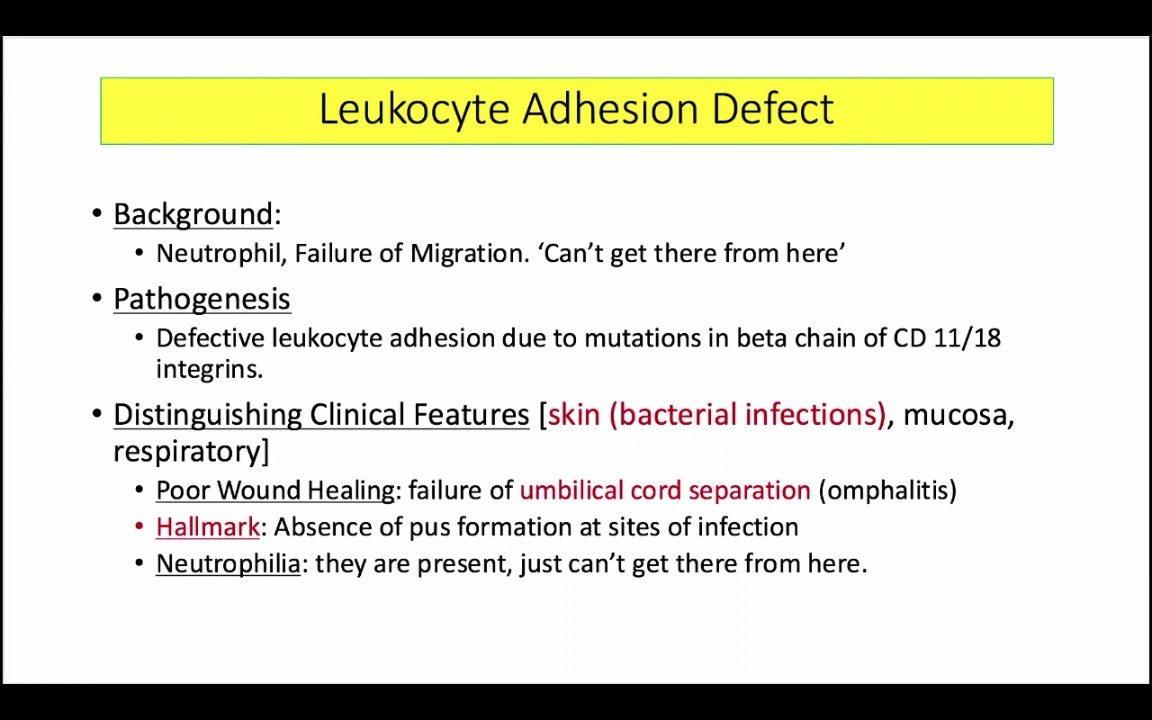 Leukocyte Adhesion Defect
• Background:
• Neutrophil, Failure of Migration. ‘Can’t get there from here’
• Pathogenesis
• Defective leukocyte adhesion due to mutations in beta chain of CD 11/18
integrins.
• Distinguishing Clinical Features [skin (bacterial infections), mucosa,
respiratory]
• Poor Wound Healing: failure of umbilical cord separation (omphalitis)
• Hallmark: Absence of pus formation at sites of infection
• Neutrophilia: they are present, just can’t get there from here.